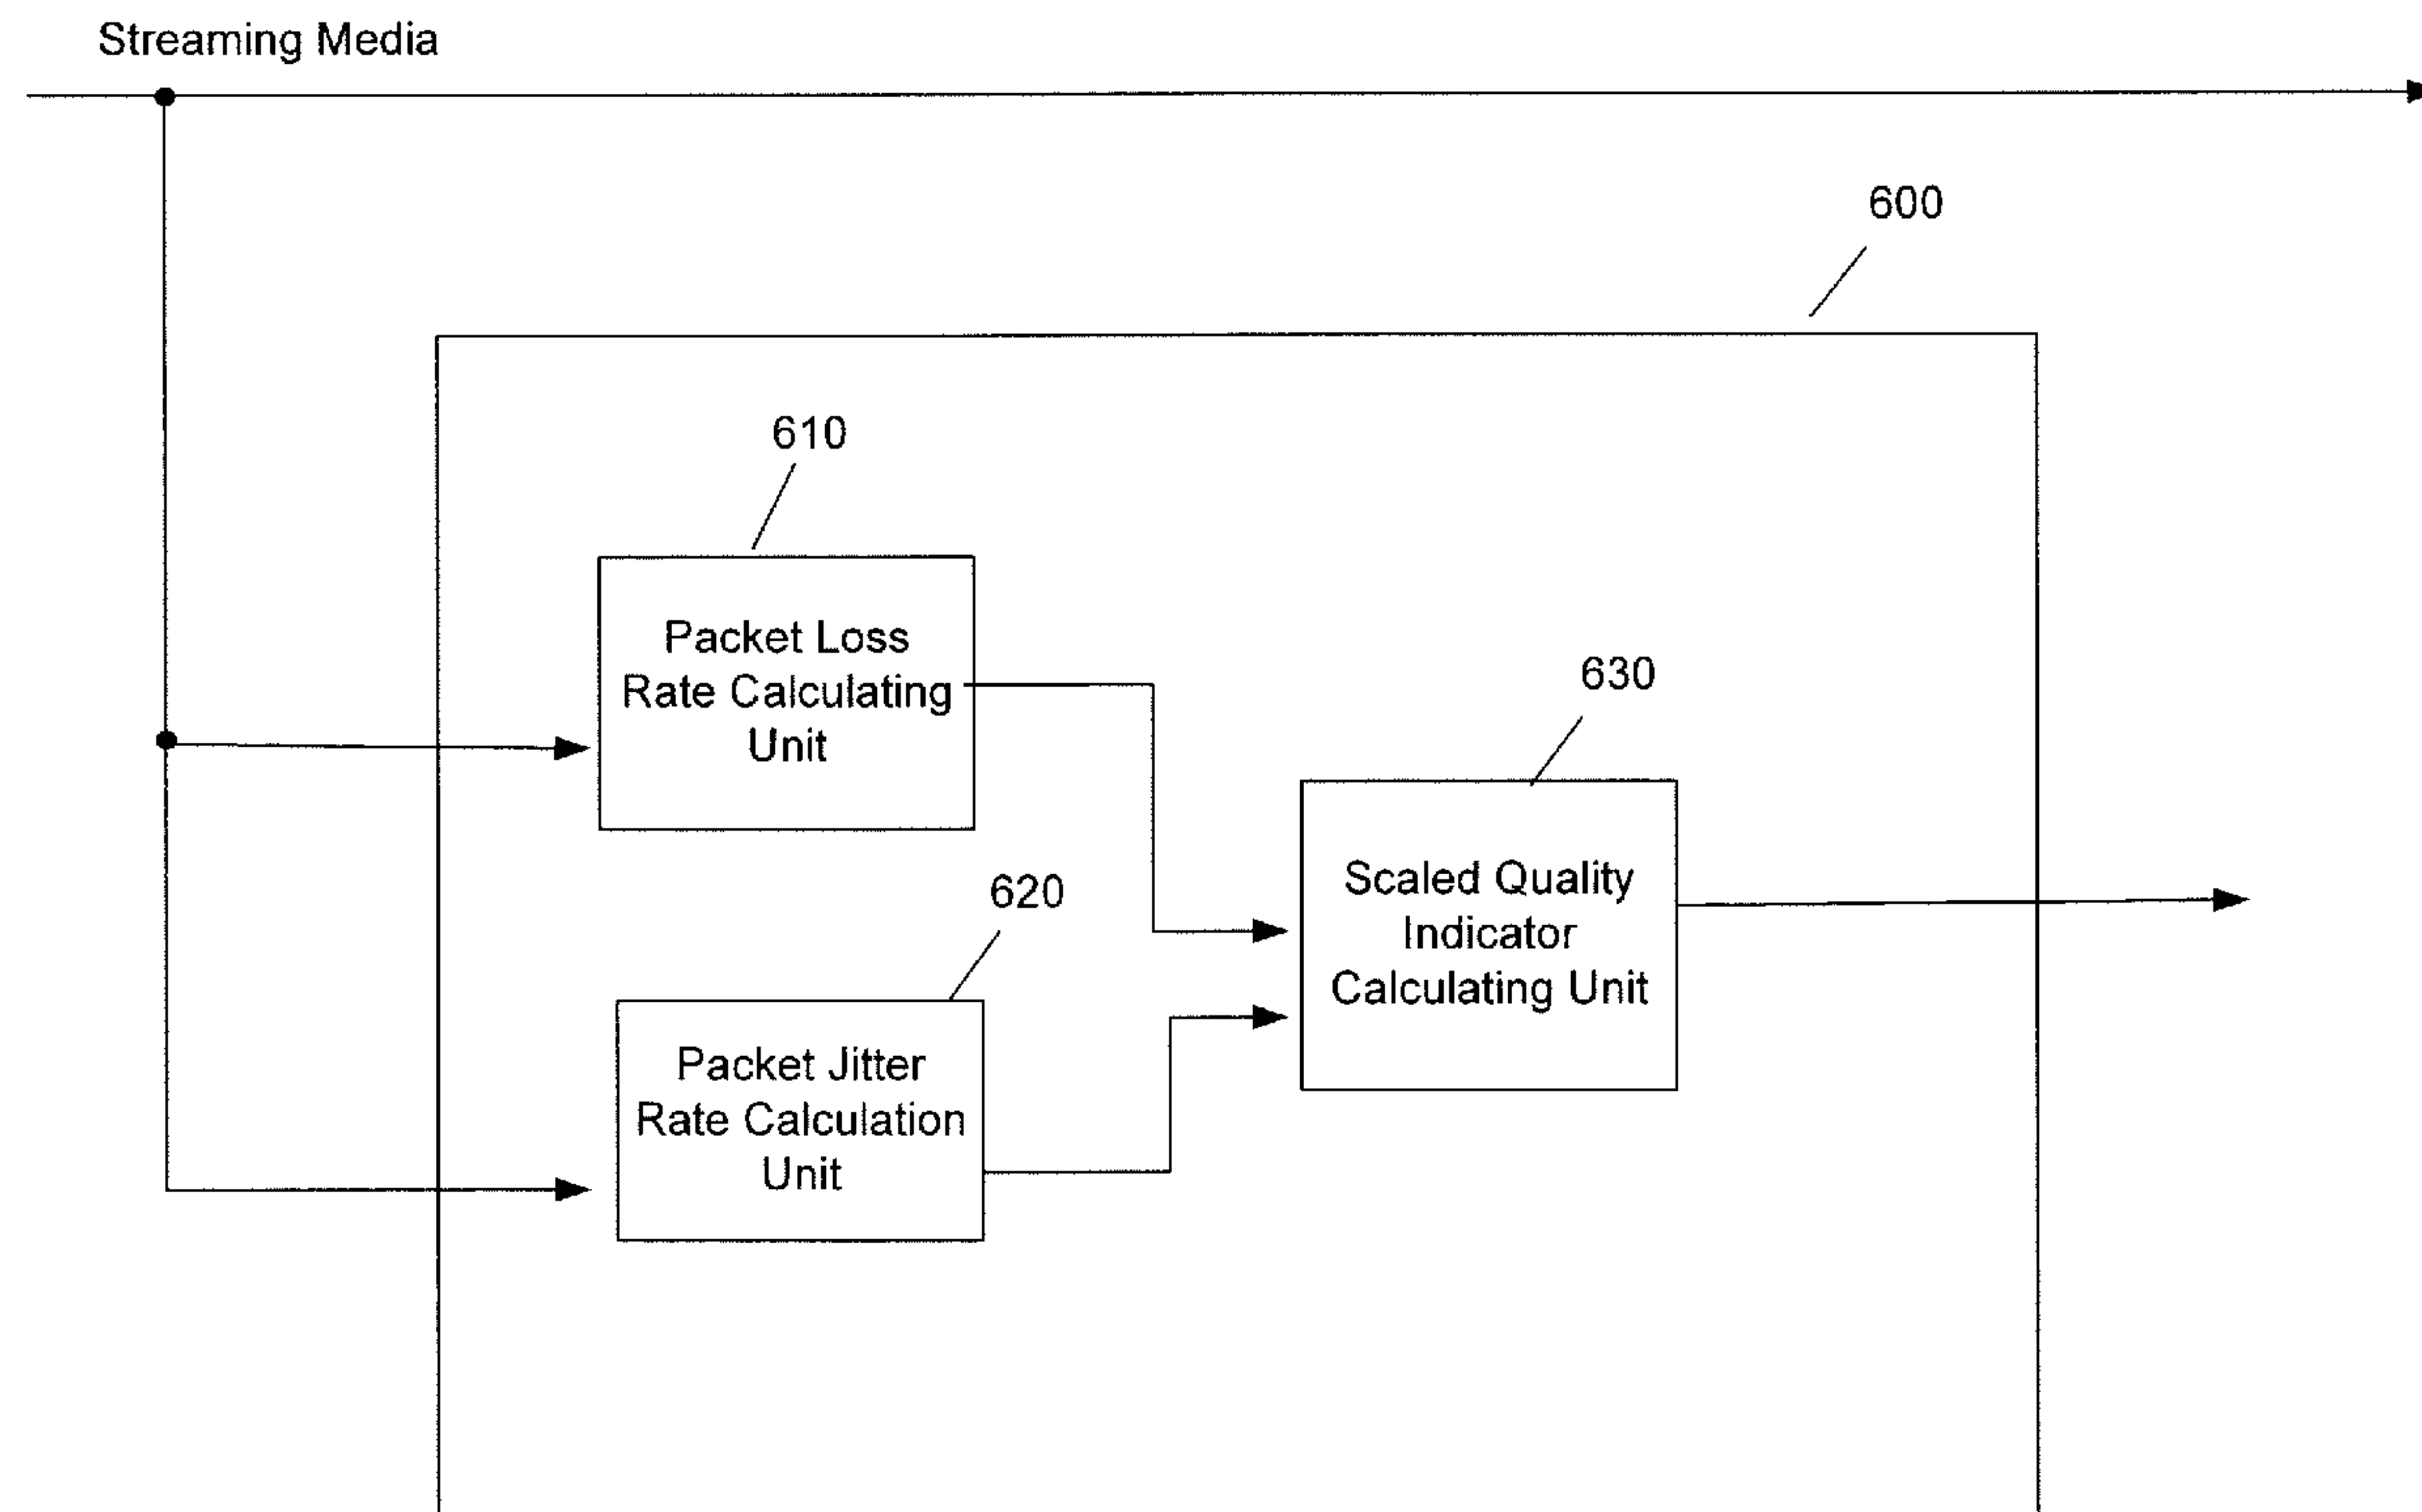 Streaming Media
600
610
Packet Loss
Rate Calculating
Unit
630
Scaled Quality
Indicator
Calculating Unit
620
Packet Jitter
Rate Calculation
Unit